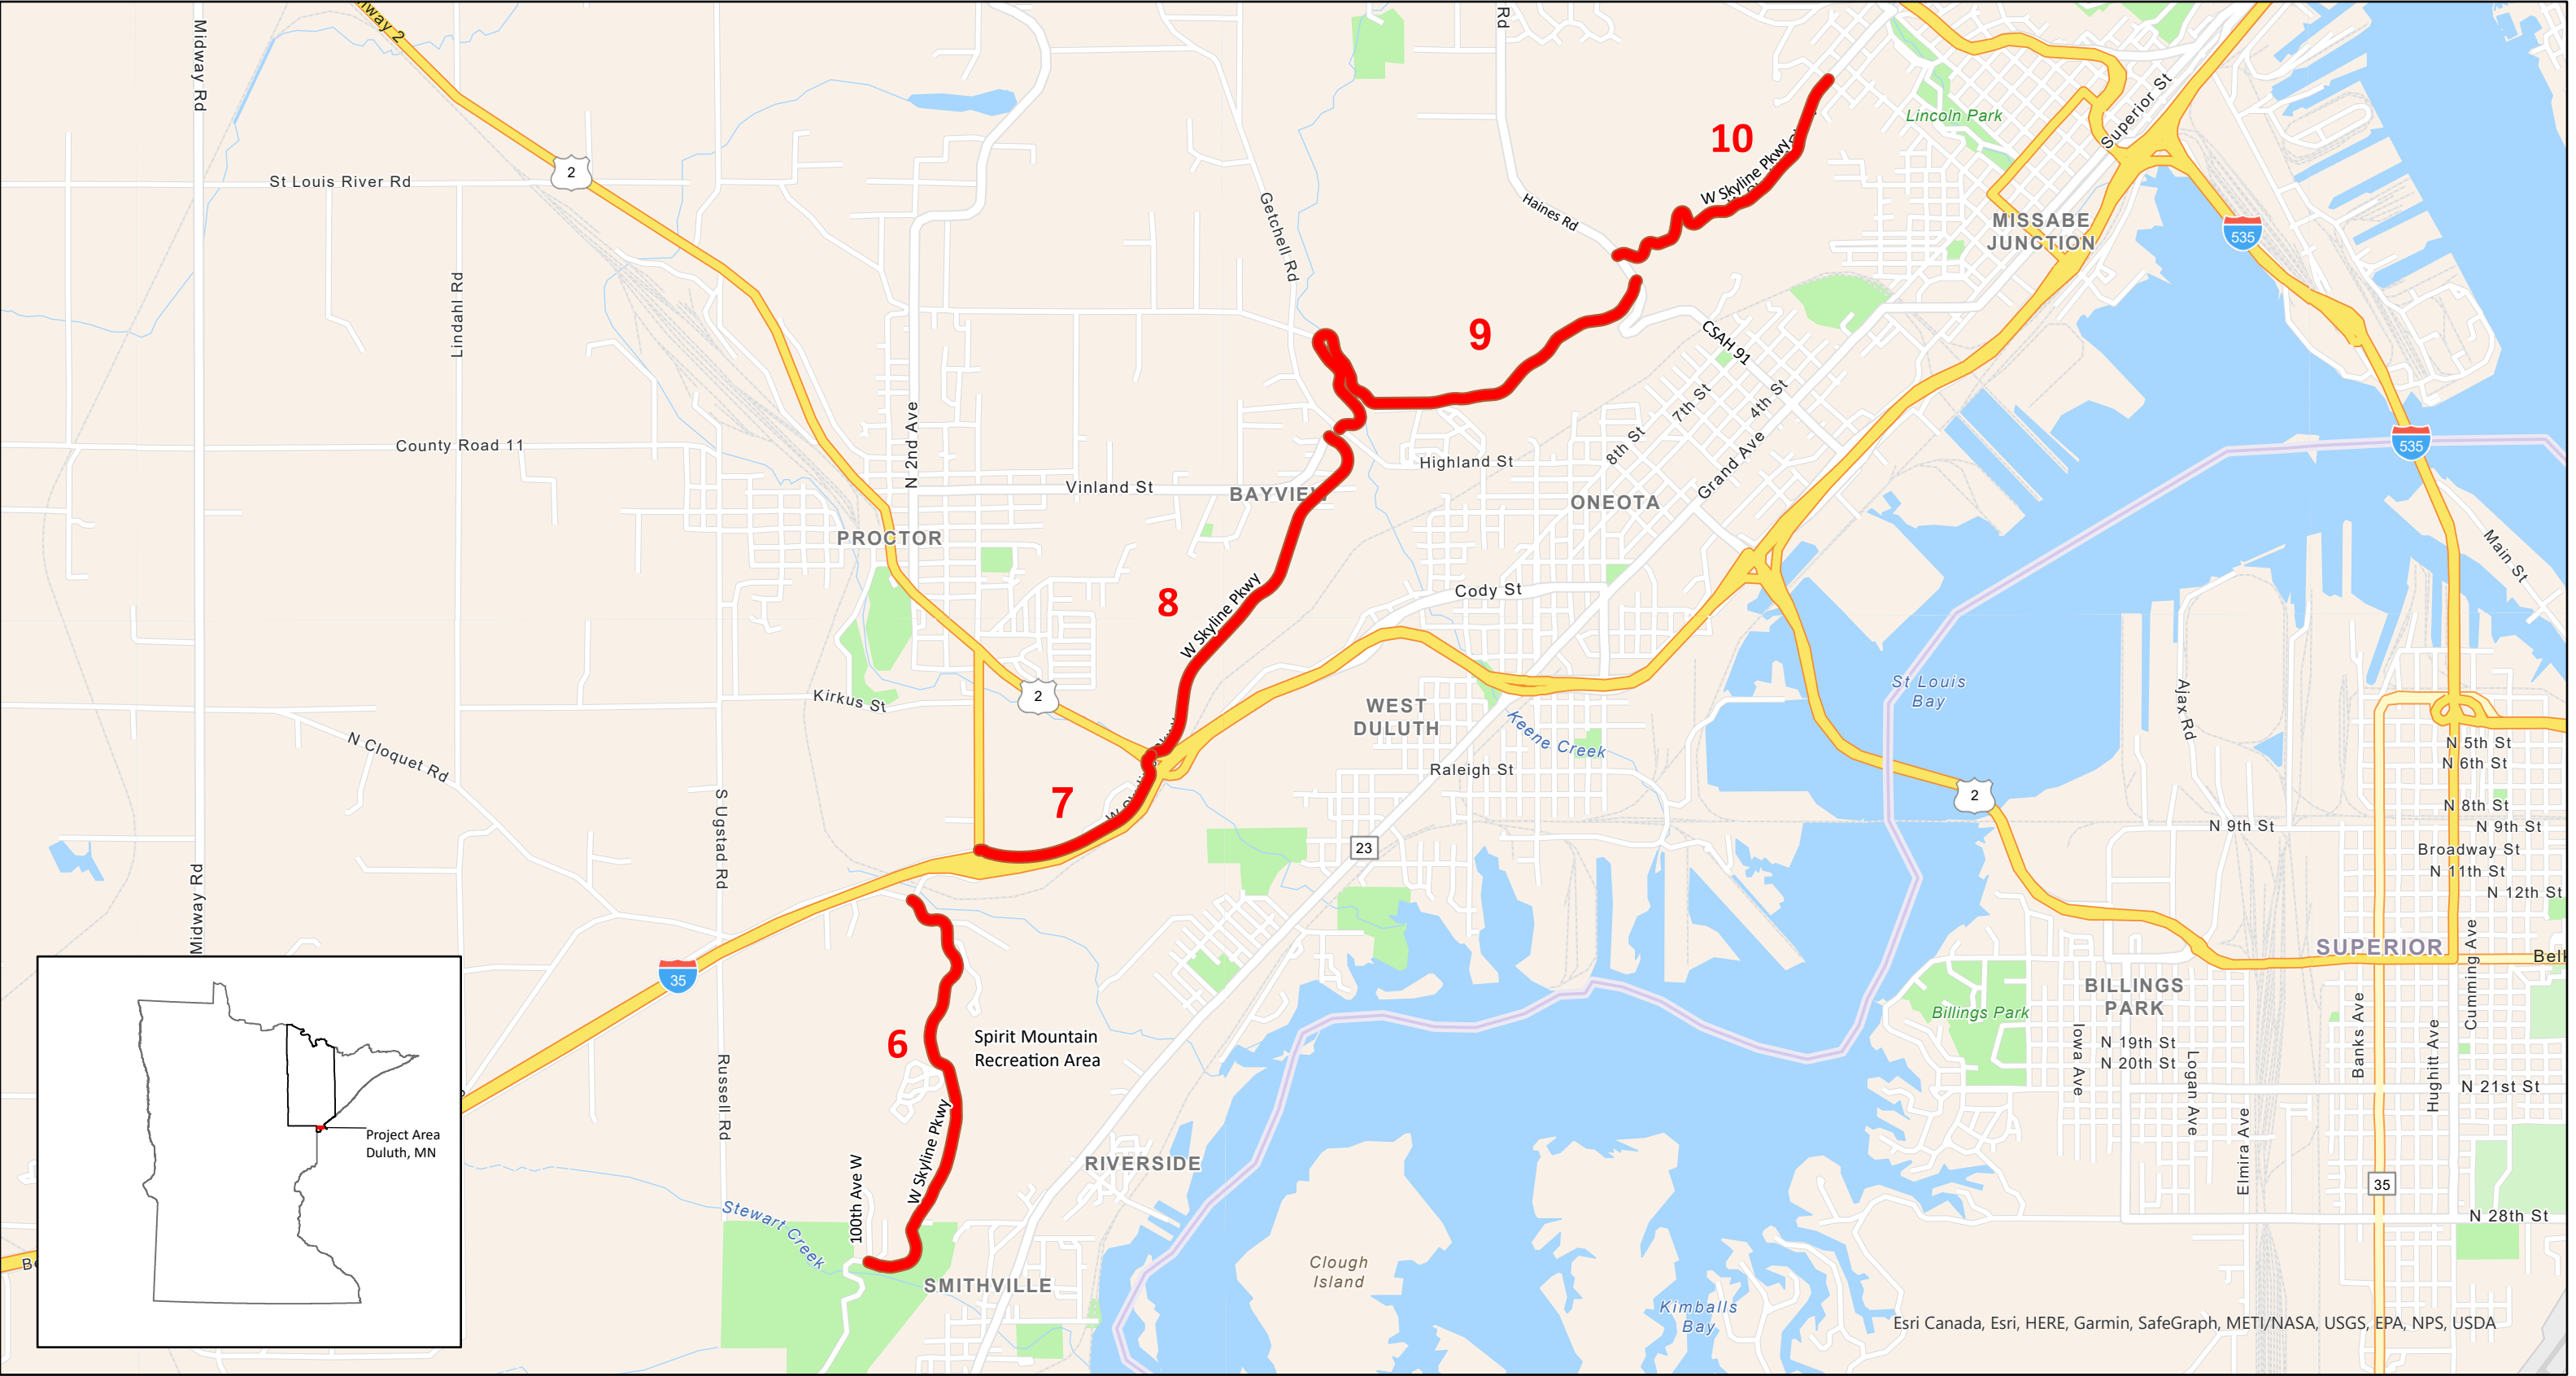 Midway Rd
Highway 2
Rd
Superior St
Lincoln Park
10
W Skyline Pkwy
2
St Louis River Rd
Getchell Rd
Haines Rd
MISSABE
JUNCTION
535
Lindahl Rd
9
CSAH 91
7th St
4th St
N 2nd Ave
County Road 11
8th St
Grand Ave
535
Highland St
Vinland St
BAYVIEW
ONEOTA
PROCTOR
Main St
8
W Skyline Pkwy
Cody St
2
Kirkus St
St Louis
Bay
Ajax Rd
WEST
DULUTH
Keene Creek
N Cloquet Rd
N 5th St
N 6th St
Raleigh St
7
2
S Ugstad Rd
N 8th St
N 9th St
N 9th St
23
Broadway St
N 11th St
N 12th St
Midway Rd
SUPERIOR
Cumming Ave
35
BILLINGS
PARK
Billings Park
Banks Ave
Hughitt Ave
Spirit Mountain
Recreation Area
6
Iowa Ave
N 19th St
N 20th St
Logan Ave
N 21st St
Russell Rd
W Skyline Pkwy
Elmira Ave
Project Area
Duluth, MN
RIVERSIDE
100th Ave W
35
Stewart Creek
N 28th St
SMITHVILLE
Clough
Island
Kimballs
Bay
Esri Canada, Esri, HERE, Garmin, SafeGraph, METI/NASA, USGS, EPA, NPS, USDA